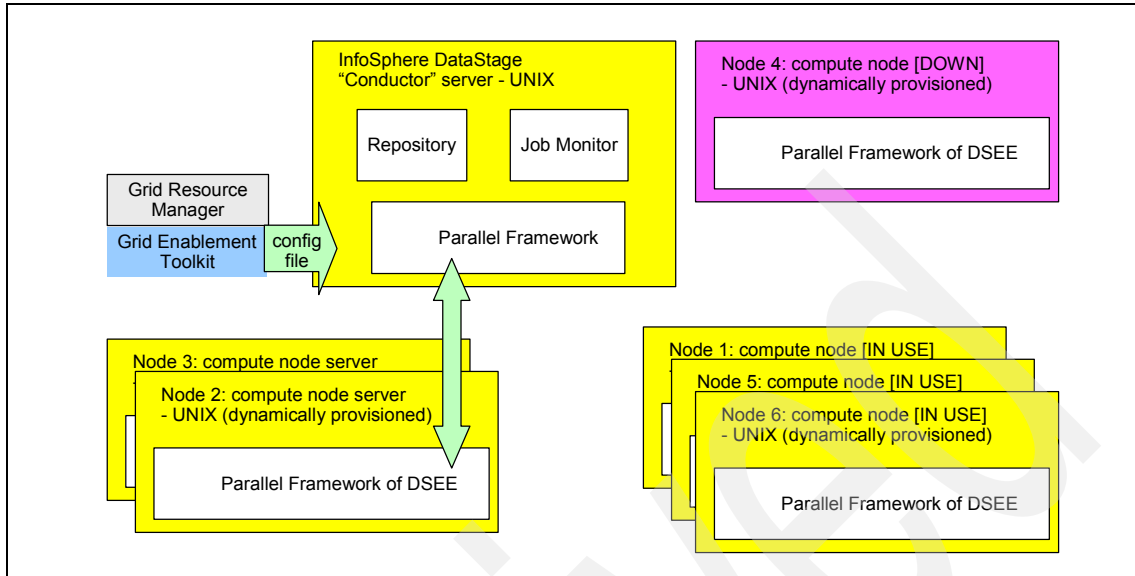 InfoSphere DataStage
“Conductor” server - UNIX
Repository
Job Monitor
Parallel Framework
Node 4: compute node [DOWN]
- UNIX (dynamically provisioned)
Parallel Framework of DSEE
Grid Resource
Manager
Grid Enablement
Toolkit
config
file
Node 3: compute node server
Node 2: compute node server
- UNIX (dynamically provisioned)
Parallel Framework of DSEE
Node 1: compute node [IN USE]
Node 5: compute node [IN USE]
Node 6: compute node [IN USE]
- UNIX (dynamically provisioned)
Parallel Framework of DSEE